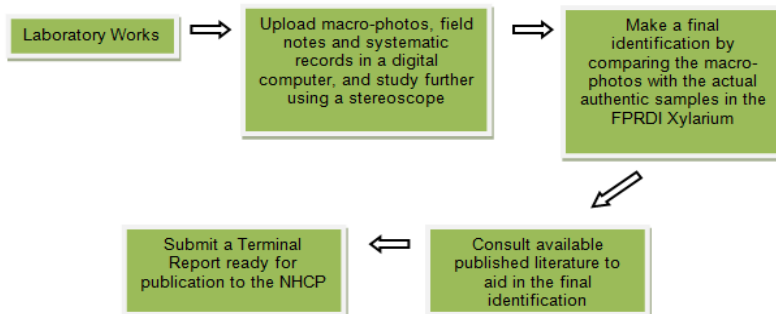 Laboratory Works
Upload macro-photos, field
notes and systematic
records in a digital
computer, and study further
using a stereoscope
Make a final
identification by
comparing the macro-
photos with the actual
authentic samples in the
FPRDI Xylarium
Consult available
published literature to
aid in the final
identification
Submit a Terminal
Report ready for
publication to the NHCP